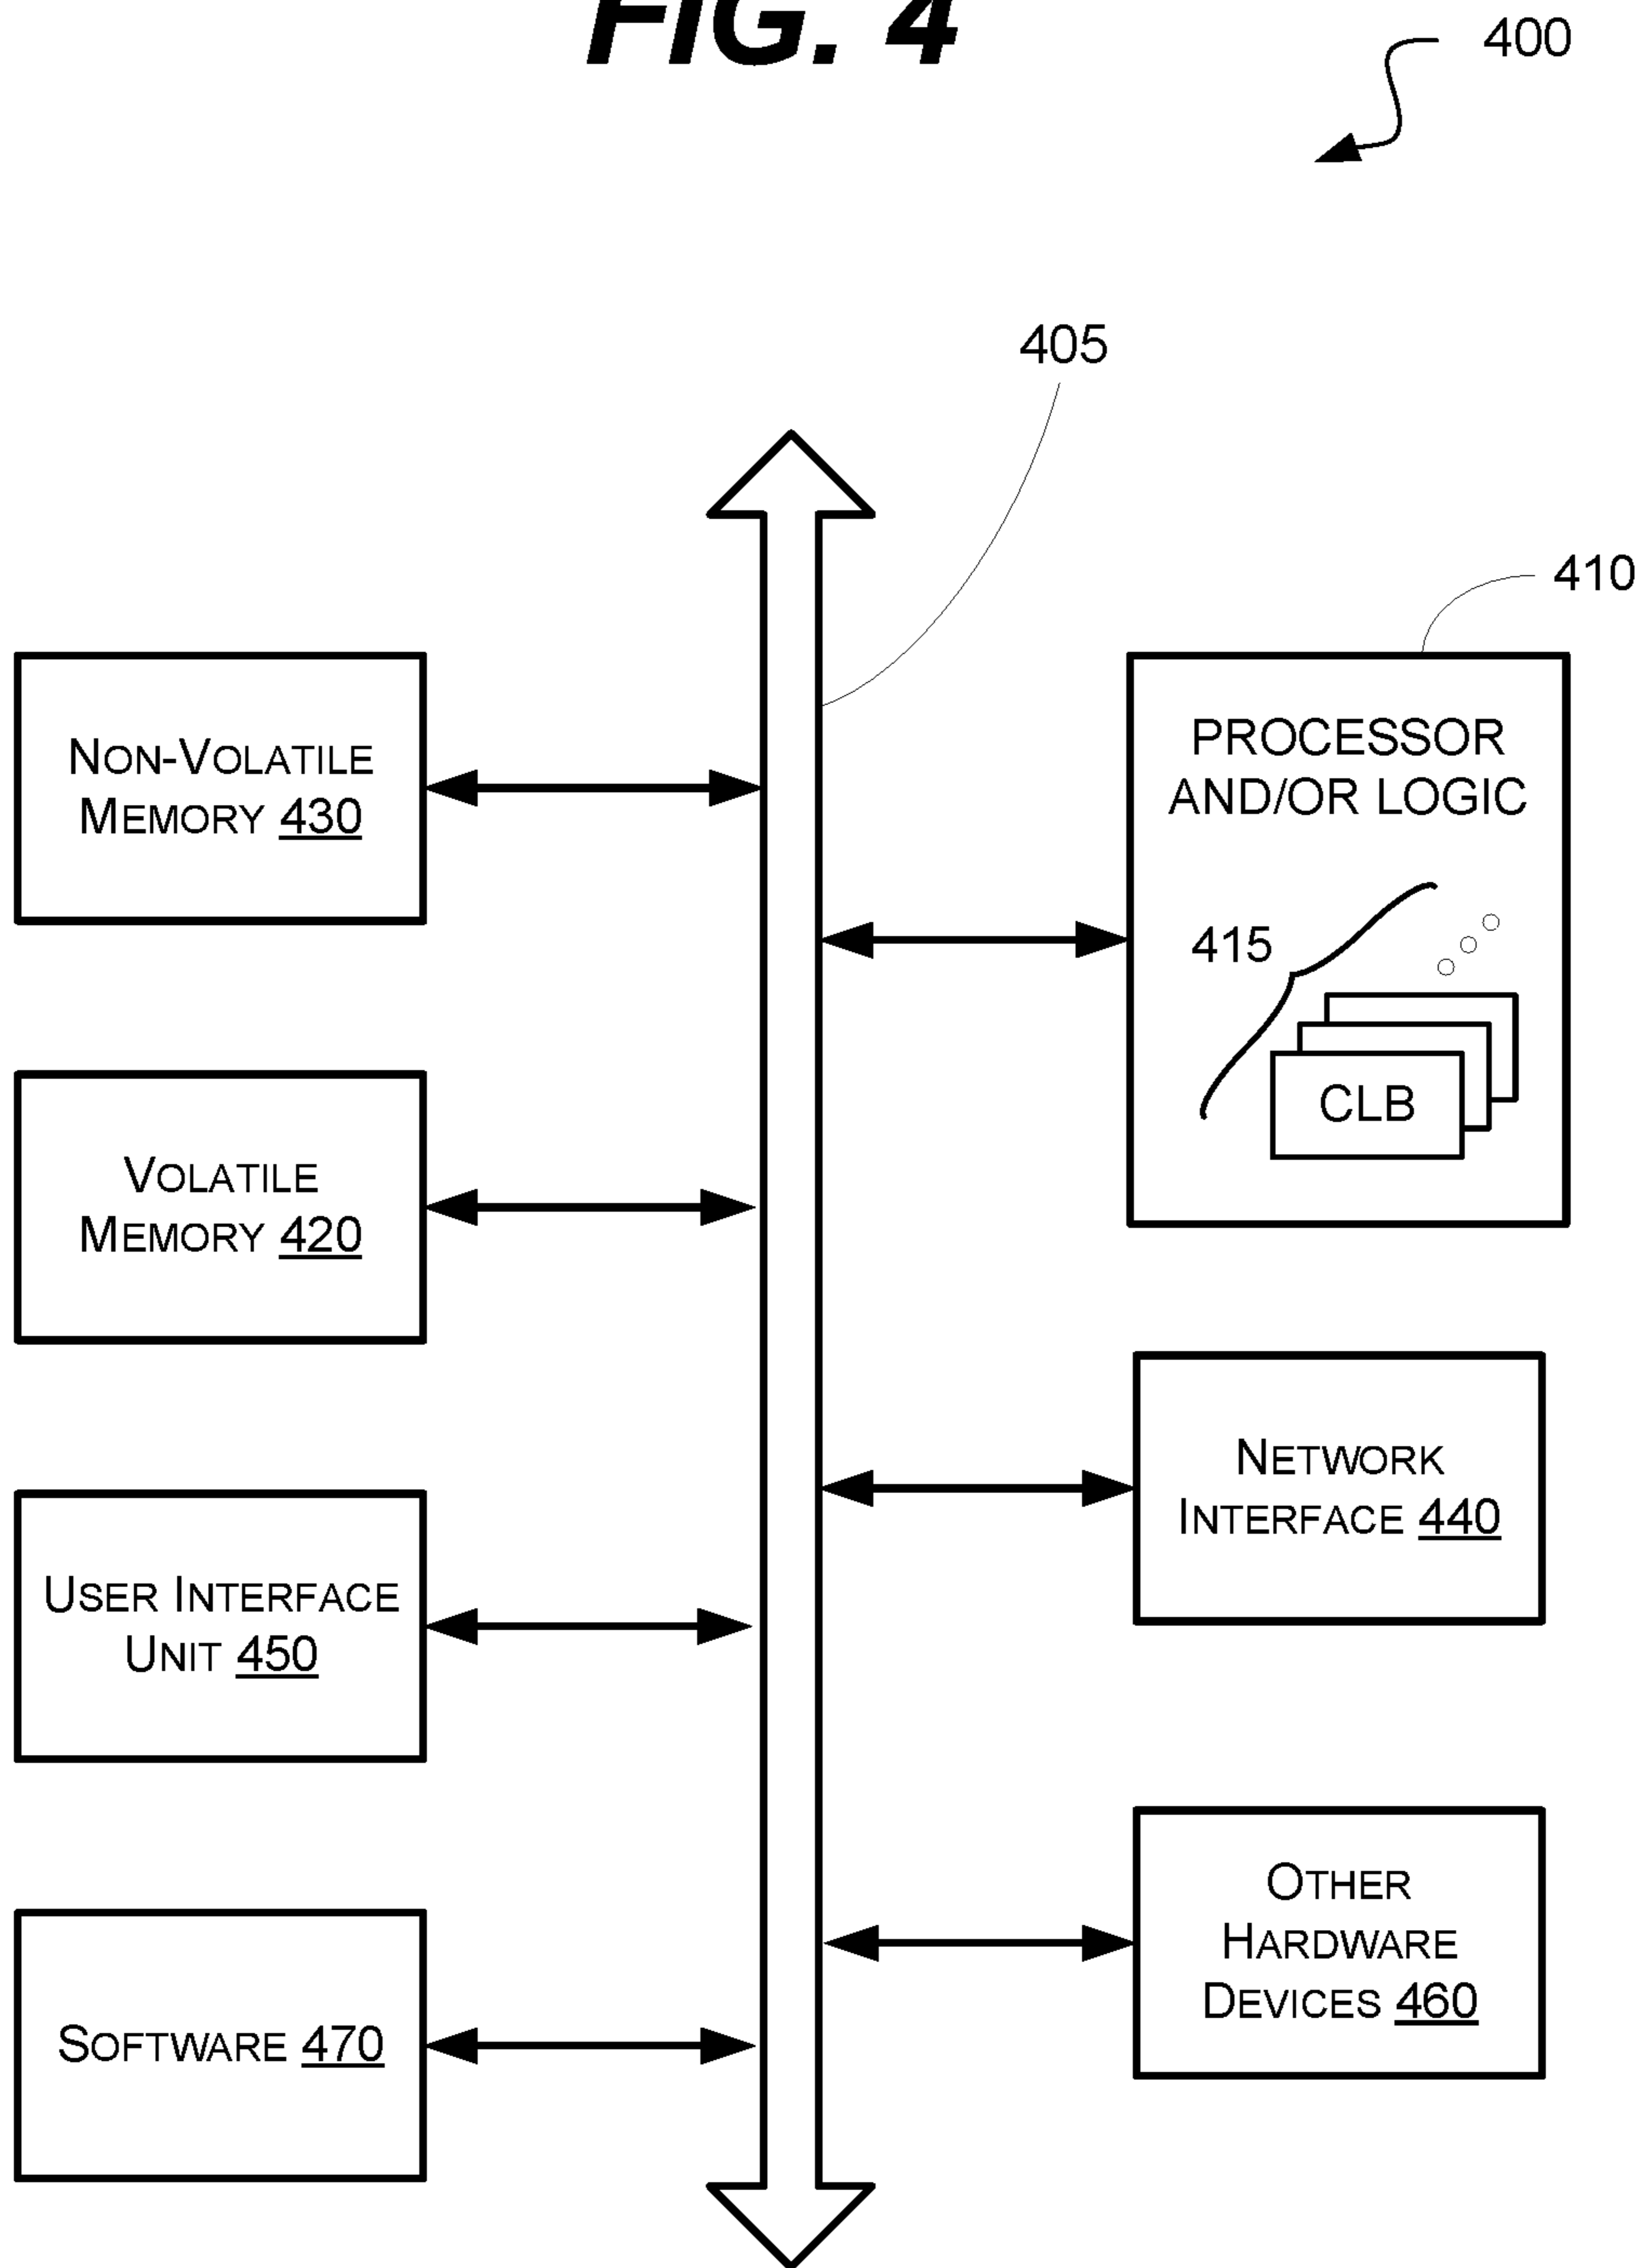 FIG. 4
400
405
410
NON-VOLATILE
MEMORY 430
PROCESSOR
AND/OR LOGIC
415
CLB
VOLATILE
MEMORY 420
NETWORK
INTERFACE 440
USER INTERFACE
UNIT 450
OTHER
HARDWARE
DEVICES 460
SOFTWARE 470